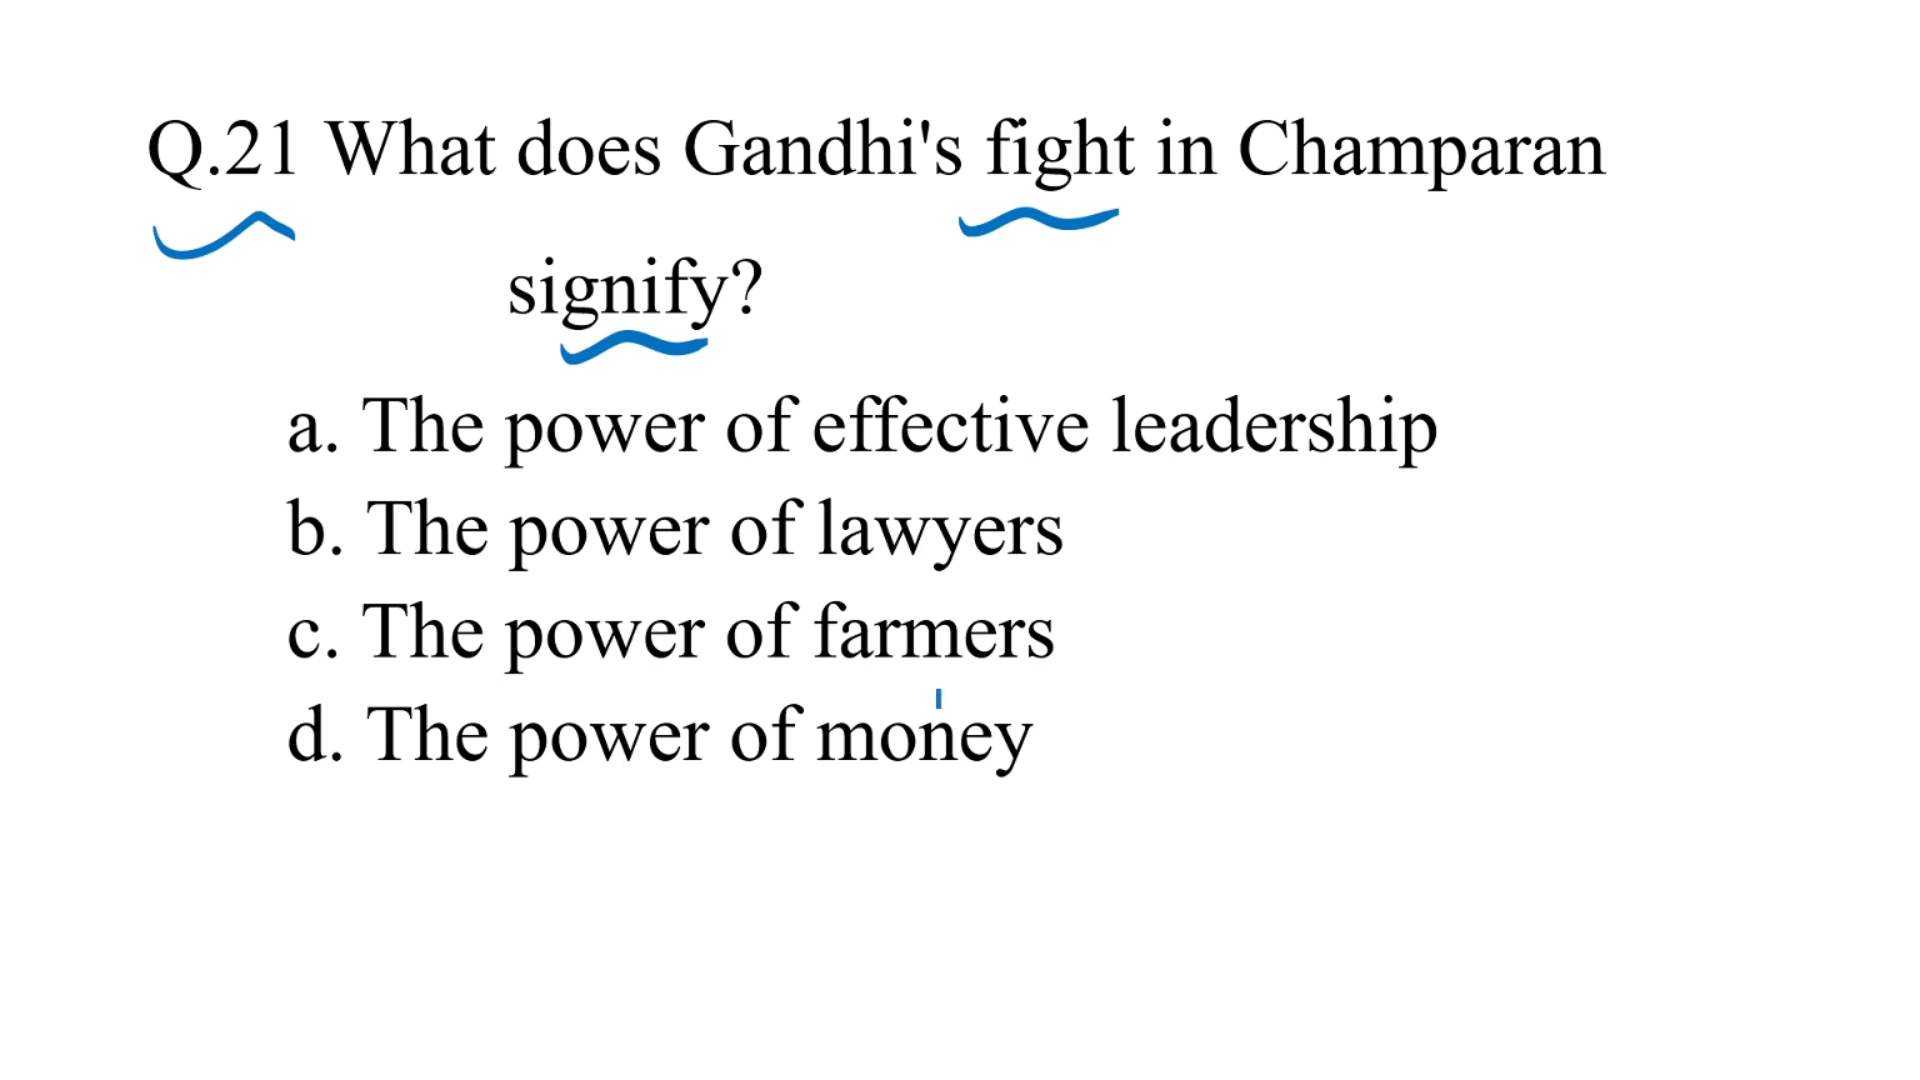 Q.21 What does Gandhi's fight in Champaran
signify?
a. The power of effective leadership
b. The power of lawyers
c. The power of farmers
d. The power of money